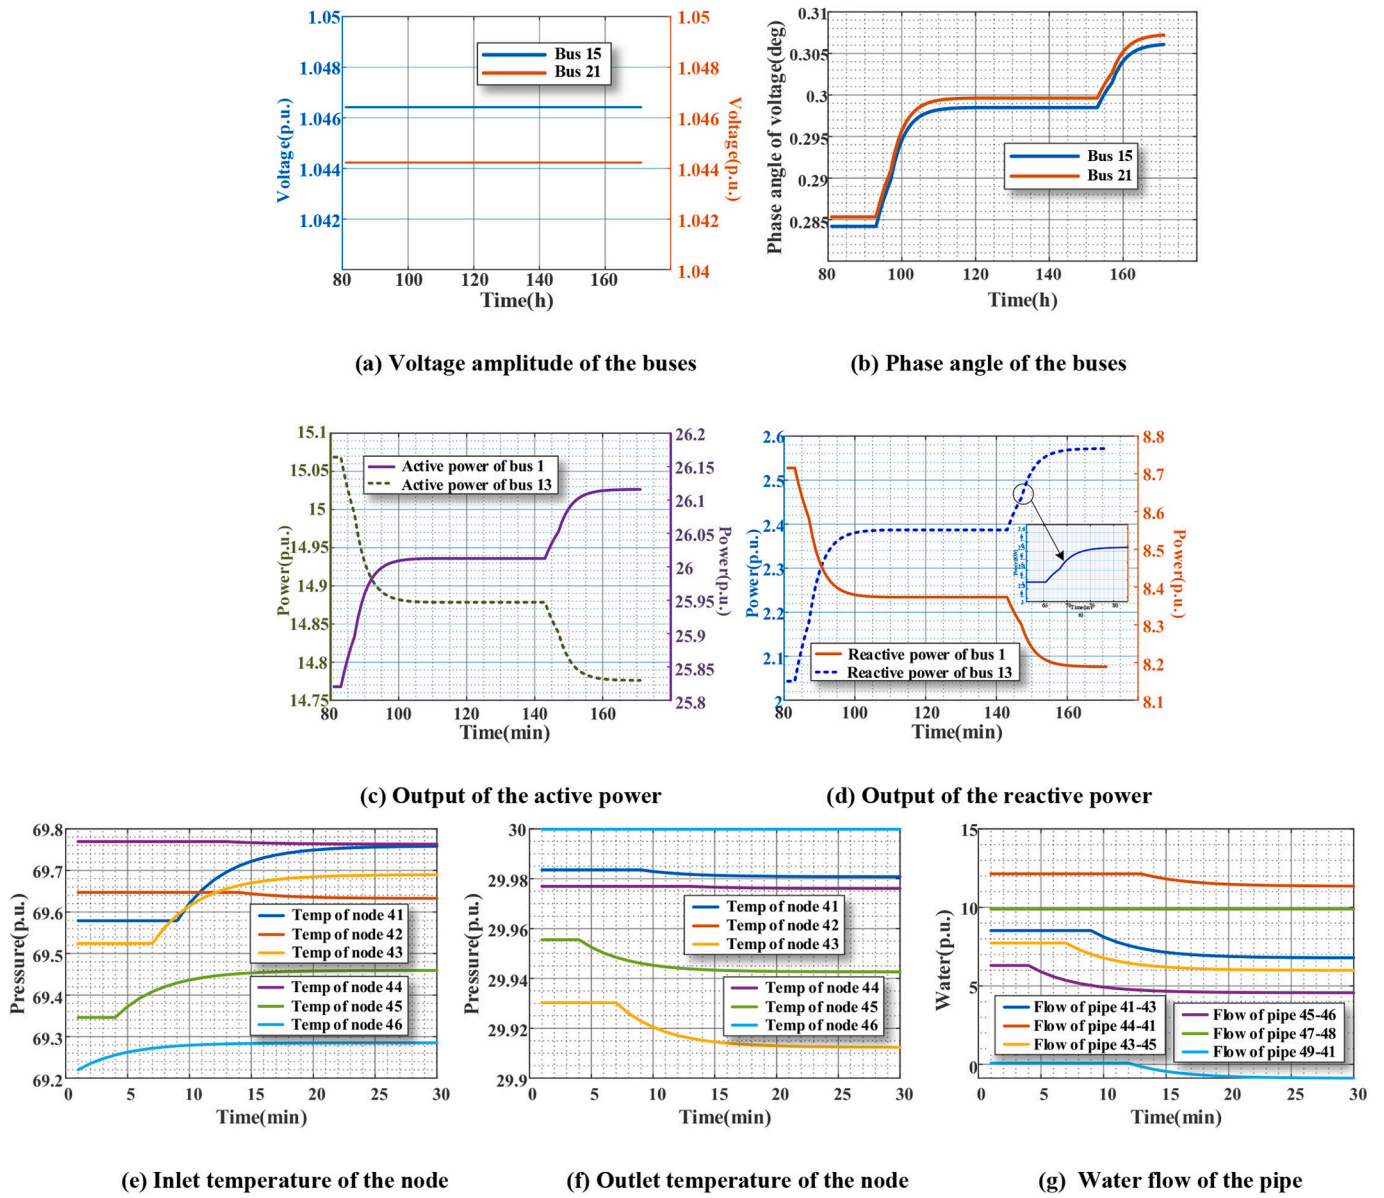 1.05
1.048
1.046
1.044
1.042
80
100
120
140
160
Voltage(p.u.)
Time(h)
Bus 15
Bus 21
1.05
1.048
1.046
1.044
1.042
1.04
Voltage(p.u.)
(a) Voltage amplitude of the buses
0.31
0.305
0.3
0.295
0.29
0.285
80
100
120
140
160
Phase angle of voltage(deg)
Time(h)
Bus 15
Bus 21
(b) Phase angle of the buses
15.1
15.05
15
14.95
14.9
14.85
14.8
14.75
80
100
120
140
160
Power(p.u.)
Time(min)
Active power of bus 1
Active power of bus 13
26.2
26.15
26.1
26.05
26
25.95
25.9
25.85
25.8
Power(p.u.)
(c) Output of the active power
2.6
2.5
2.4
2.3
2.2
2.1
2
80
100
120
140
160
Power(p.u.)
Time(min)
Reactive power of bus 1
Reactive power of bus 13
8.8
8.7
8.6
8.5
8.4
8.3
8.2
8.1
Power(p.u.)
(d) Output of the reactive power
69.8
69.7
69.6
69.5
69.4
69.3
69.2
0
5
10
15
20
25
30
Pressure(p.u.)
Time(min)
Temp of node 41
Temp of node 42
Temp of node 43
Temp of node 44
Temp of node 45
Temp of node 46
(e) Inlet temperature of the node
30
29.98
29.96
29.94
29.92
29.9
0
5
10
15
20
25
30
Pressure(p.u.)
Time(min)
Temp of node 41
Temp of node 42
Temp of node 43
Temp of node 44
Temp of node 45
Temp of node 46
(f) Outlet temperature of the node
15
10
5
0
0
5
10
15
20
25
30
Water(p.u.)
Time(min)
Flow of pipe 41-43
Flow of pipe 44-41
Flow of pipe 43-45
Flow of pipe 45-46
Flow of pipe 47-48
Flow of pipe 49-41
(g) Water flow of the pipe